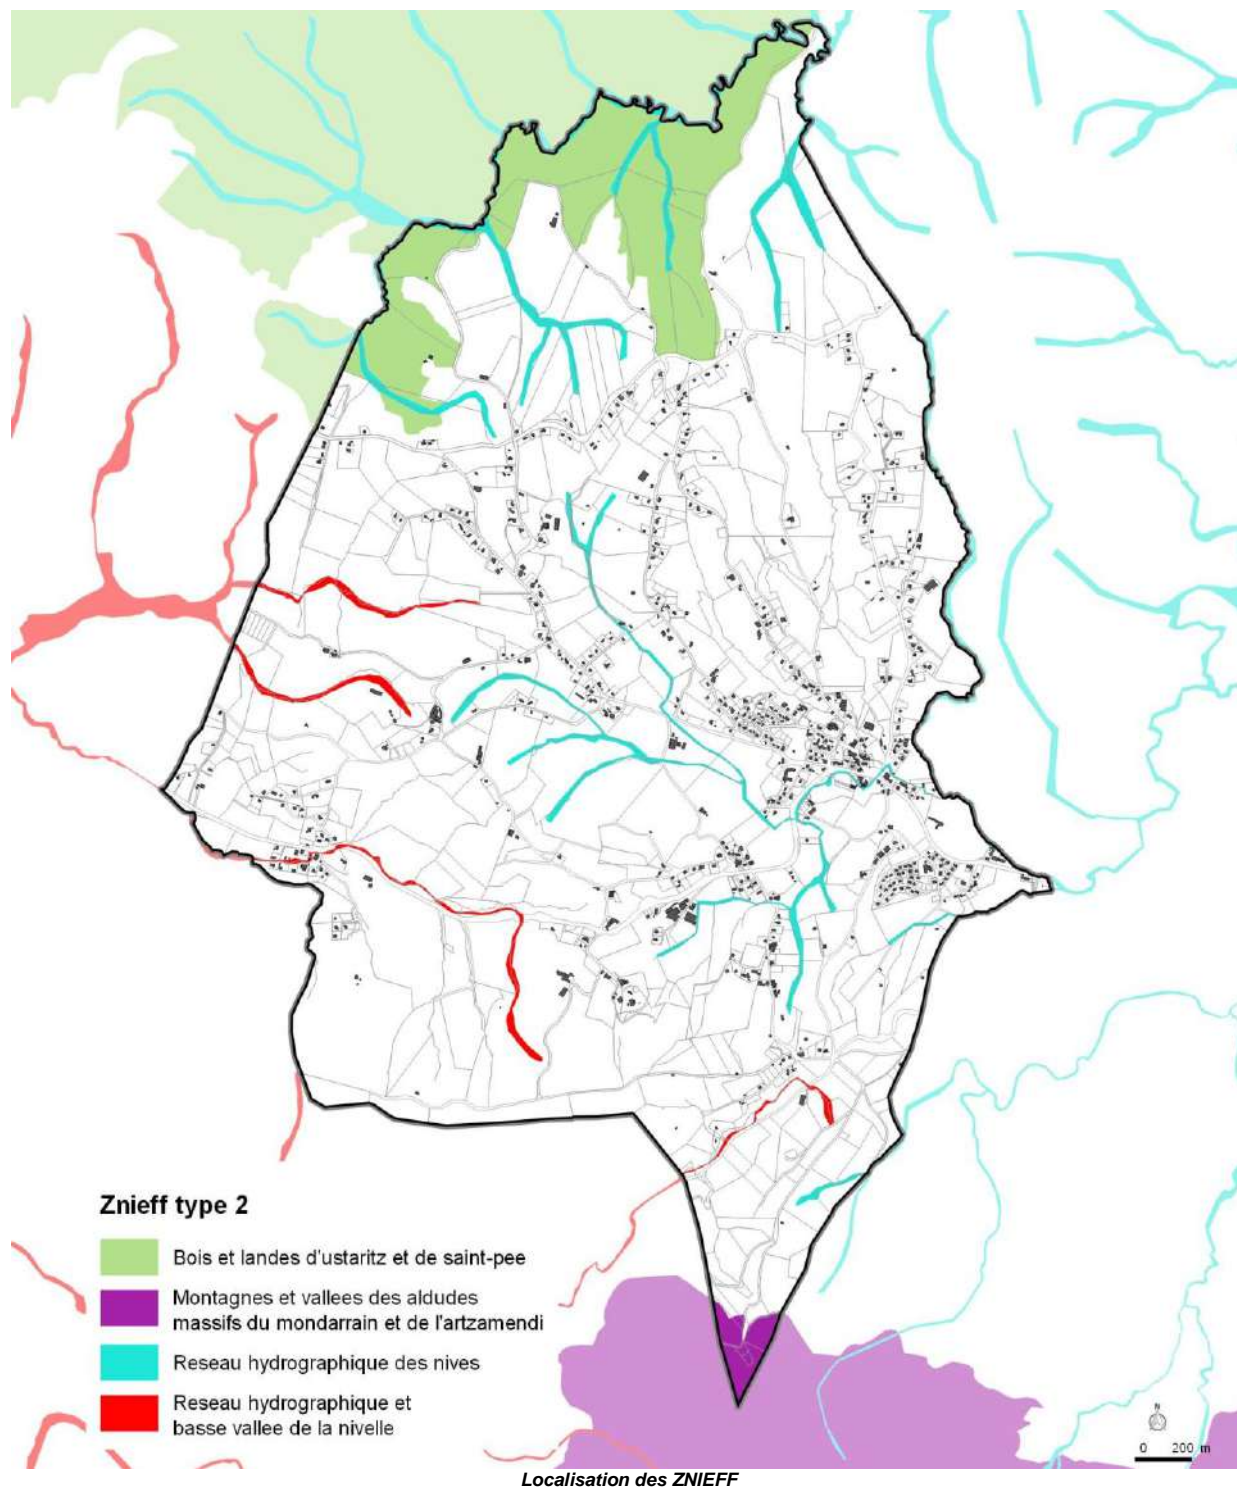 Znieff type 2
Bois et landes d'ustaritz et de saint-pee
Montagnes et vallees des aldudes
massifs du mondarrain et de l'artzamendi
Reseau hydrographique des nives
Reseau hydrographique et
basse vallee de la nivelle
N
0 200 m
Localisation des ZNIEFF